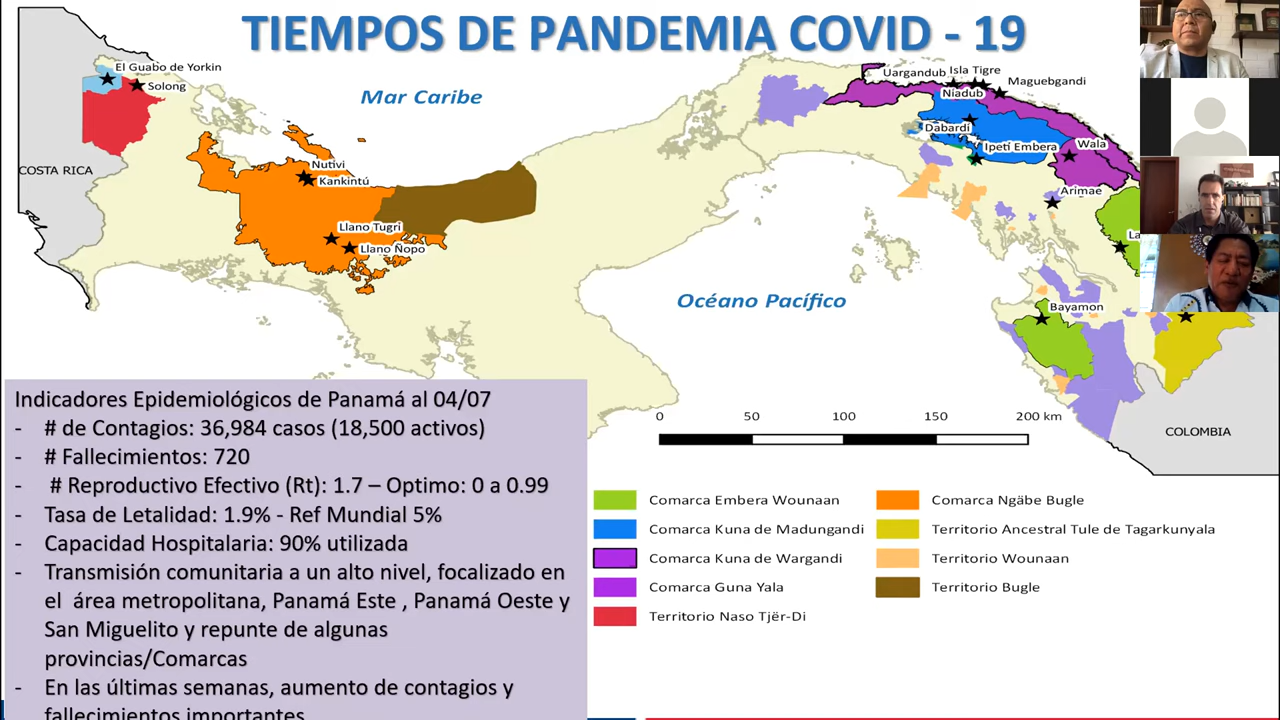 TIEMPOS DE PANDEMIA COVID - 19
El Guabo de Yorkin
Solong
Mar Caribe
Uargandub
Isla Tigre
Maguebgandi
Niadub
Dabardi
Ipetí Embera
Wala
COSTA RICA
Nutivi
Kankintú
Arimae
Llano Tugri
Llano Ñopo
La
Océano Pacífico
Bayamon
0 50 100 150 200 km
COLOMBIA
Indicadores Epidemiológicos de Panamá al 04/07
- # de Contagios: 36,984 casos (18,500 activos)
- # Fallecimientos: 720
- # Reproductivo Efectivo (Rt): 1.7 – Optimo: 0 a 0.99
- Tasa de Letalidad: 1.9% - Ref Mundial 5%
- Capacidad Hospitalaria: 90% utilizada
- Transmisión comunitaria a un alto nivel, focalizado en
el área metropolitana, Panamá Este , Panamá Oeste y
San Miguelito y repunte de algunas
provincias/Comarcas
- En las últimas semanas, aumento de contagios y
fallecimientos importantes
Comarca Embera Wounaan
Comarca Kuna de Madungandi
Comarca Kuna de Wargandi
Comarca Guna Yala
Territorio Naso Tjër-Di
Comarca Ngäbe Bugle
Territorio Ancestral Tule de Tagarkunyala
Territorio Wounaan
Territorio Bugle